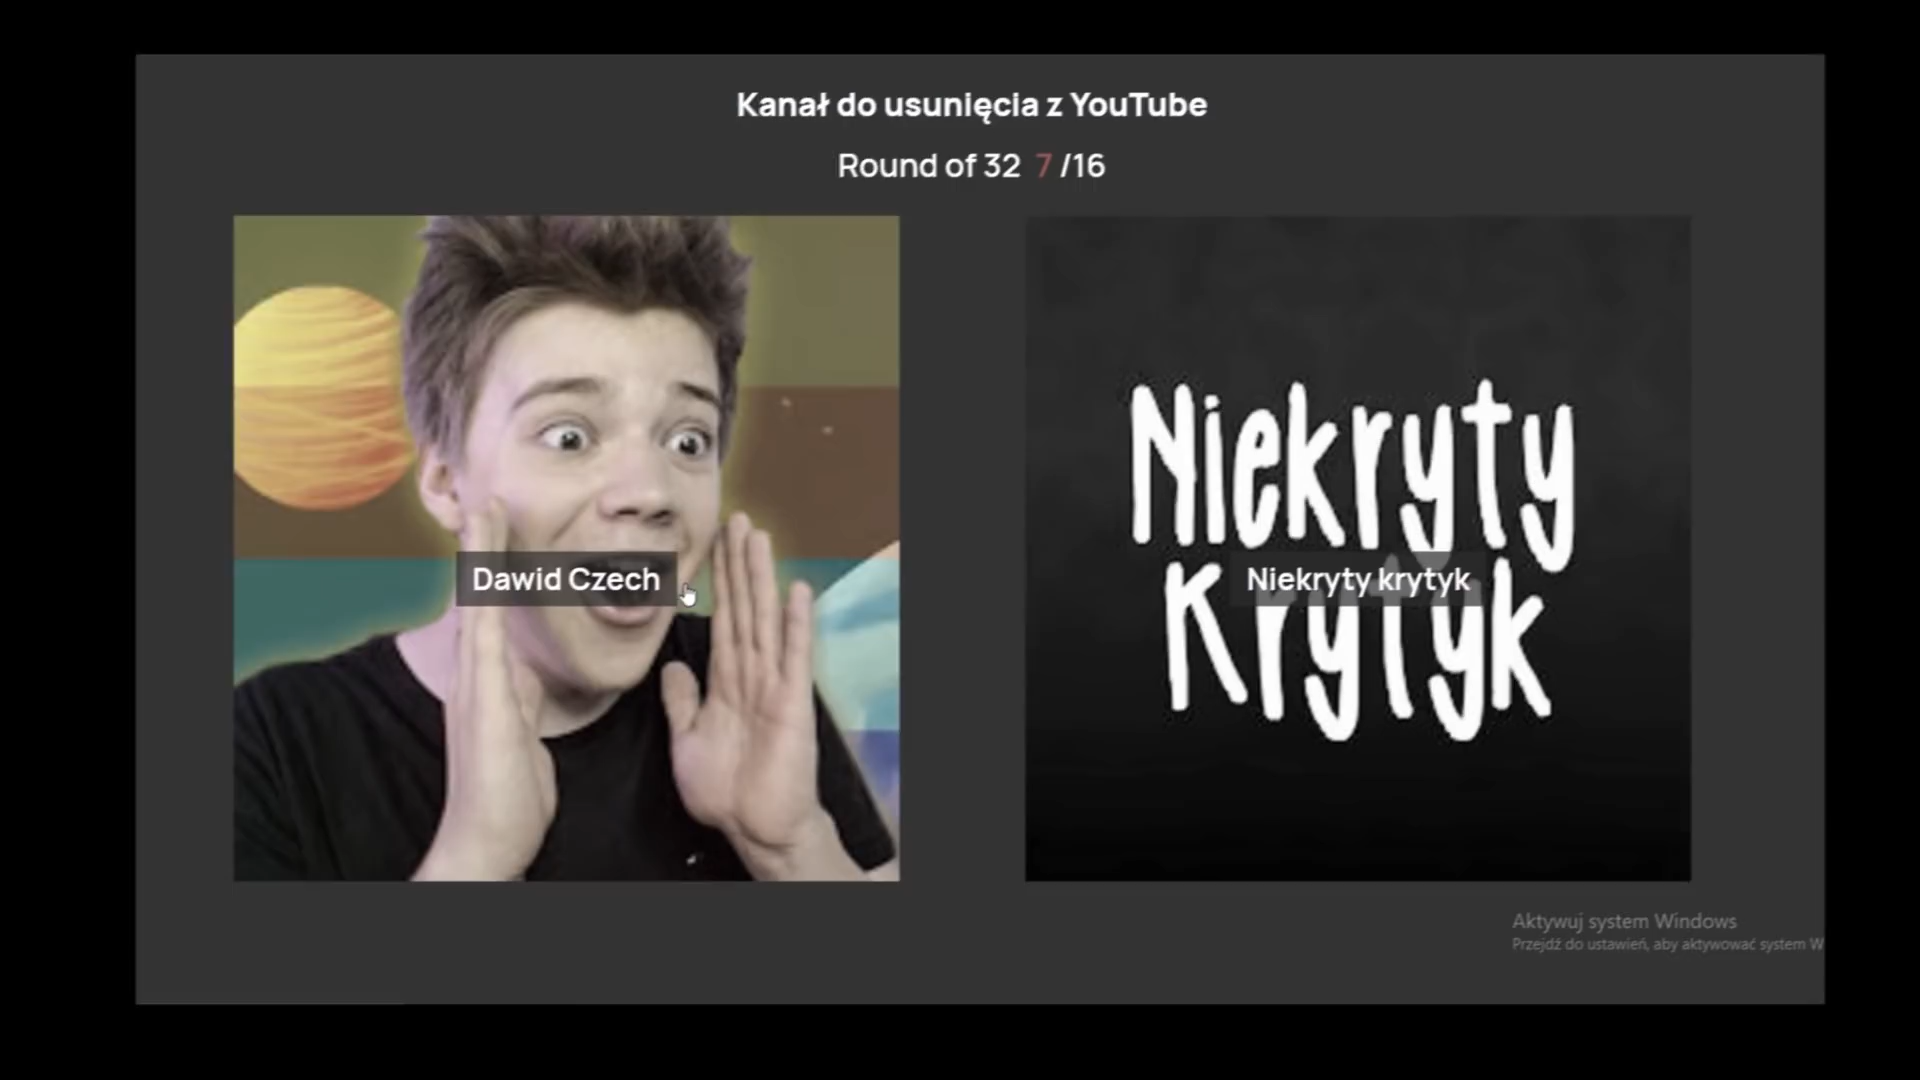 Kanał do usunięcia z YouTube
Round of 32 7 /16
Dawid Czech
Niekryty
Krytyk
Niekryty krytyk
Aktywuj system Windows
Przejdź do ustawień, aby aktywować system W